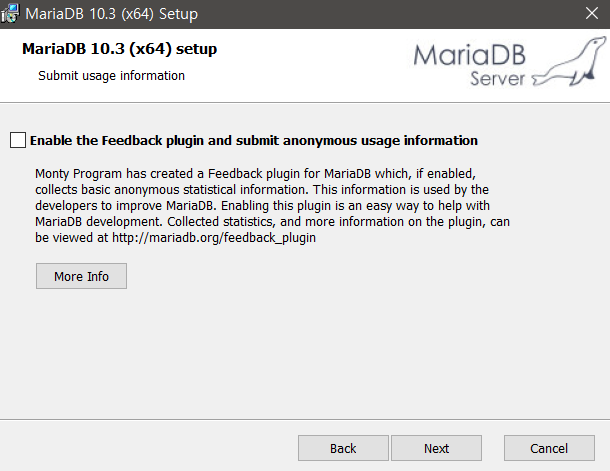 MariaDB 10.3 (x64) Setup
MariaDB 10.3 (x64) setup
Submit usage information
MariaDB
Server
Enable the Feedback plugin and submit anonymous usage information
Monty Program has created a Feedback plugin for MariaDB which, if enabled,
collects basic anonymous statistical information. This information is used by the
developers to improve MariaDB. Enabling this plugin is an easy way to help with
MariaDB development. Collected statistics, and more information on the plugin, can
be viewed at http://mariadb.org/feedback_plugin
More Info
Back
Next
Cancel